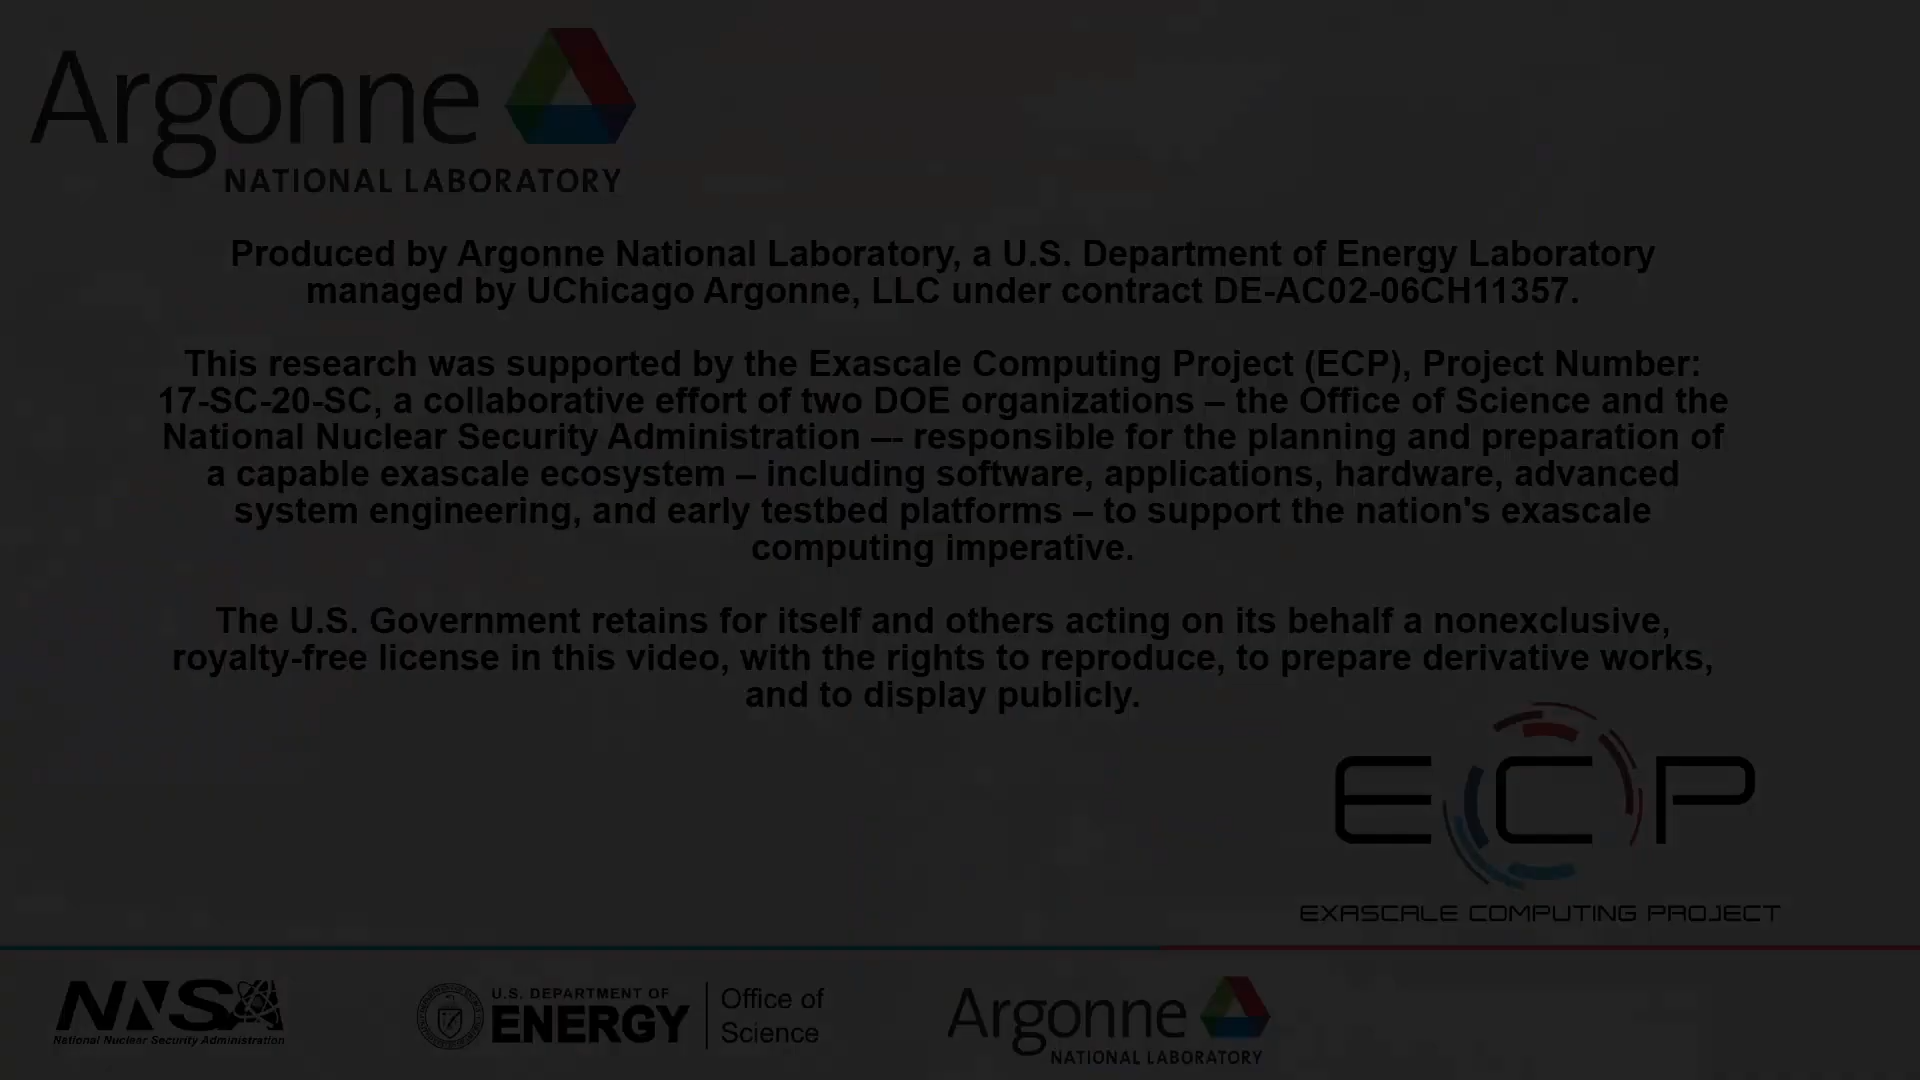 Argonne
NATIONAL LABORATORY
Produced by Argonne National Laboratory, a U.S. Department of Energy Laboratory
managed by UChicago Argonne, LLC under contract DE-AC02-06CH11357.
This research was supported by the Exascale Computing Project (ECP), Project Number:
17-SC-20-SC, a collaborative effort of two DOE organizations – the Office of Science and the
National Nuclear Security Administration –- responsible for the planning and preparation of
a capable exascale ecosystem – including software, applications, hardware, advanced
system engineering, and early testbed platforms – to support the nation's exascale
computing imperative.
The U.S. Government retains for itself and others acting on its behalf a nonexclusive,
royalty-free license in this video, with the rights to reproduce, to prepare derivative works,
and to display publicly.
ECP
EXASCALE COMPUTING PROJECT
NNSA
National Nuclear Security Administration
U.S. DEPARTMENT OF
ENERGY
Office of
Science
Argonne
NATIONAL LABORATORY